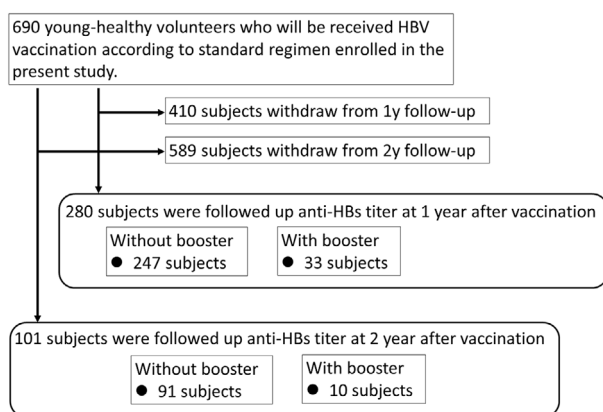 690 young-healthy volunteers who will be received HBV
vaccination according to standard regimen enrolled in the
present study.
410 subjects withdraw from 1y follow-up
589 subjects withdraw from 2y follow-up
280 subjects were followed up anti-HBs titer at 1 year after vaccination
Without booster
● 247 subjects
With booster
● 33 subjects
101 subjects were followed up anti-HBs titer at 2 year after vaccination
Without booster
● 91 subjects
With booster
● 10 subjects